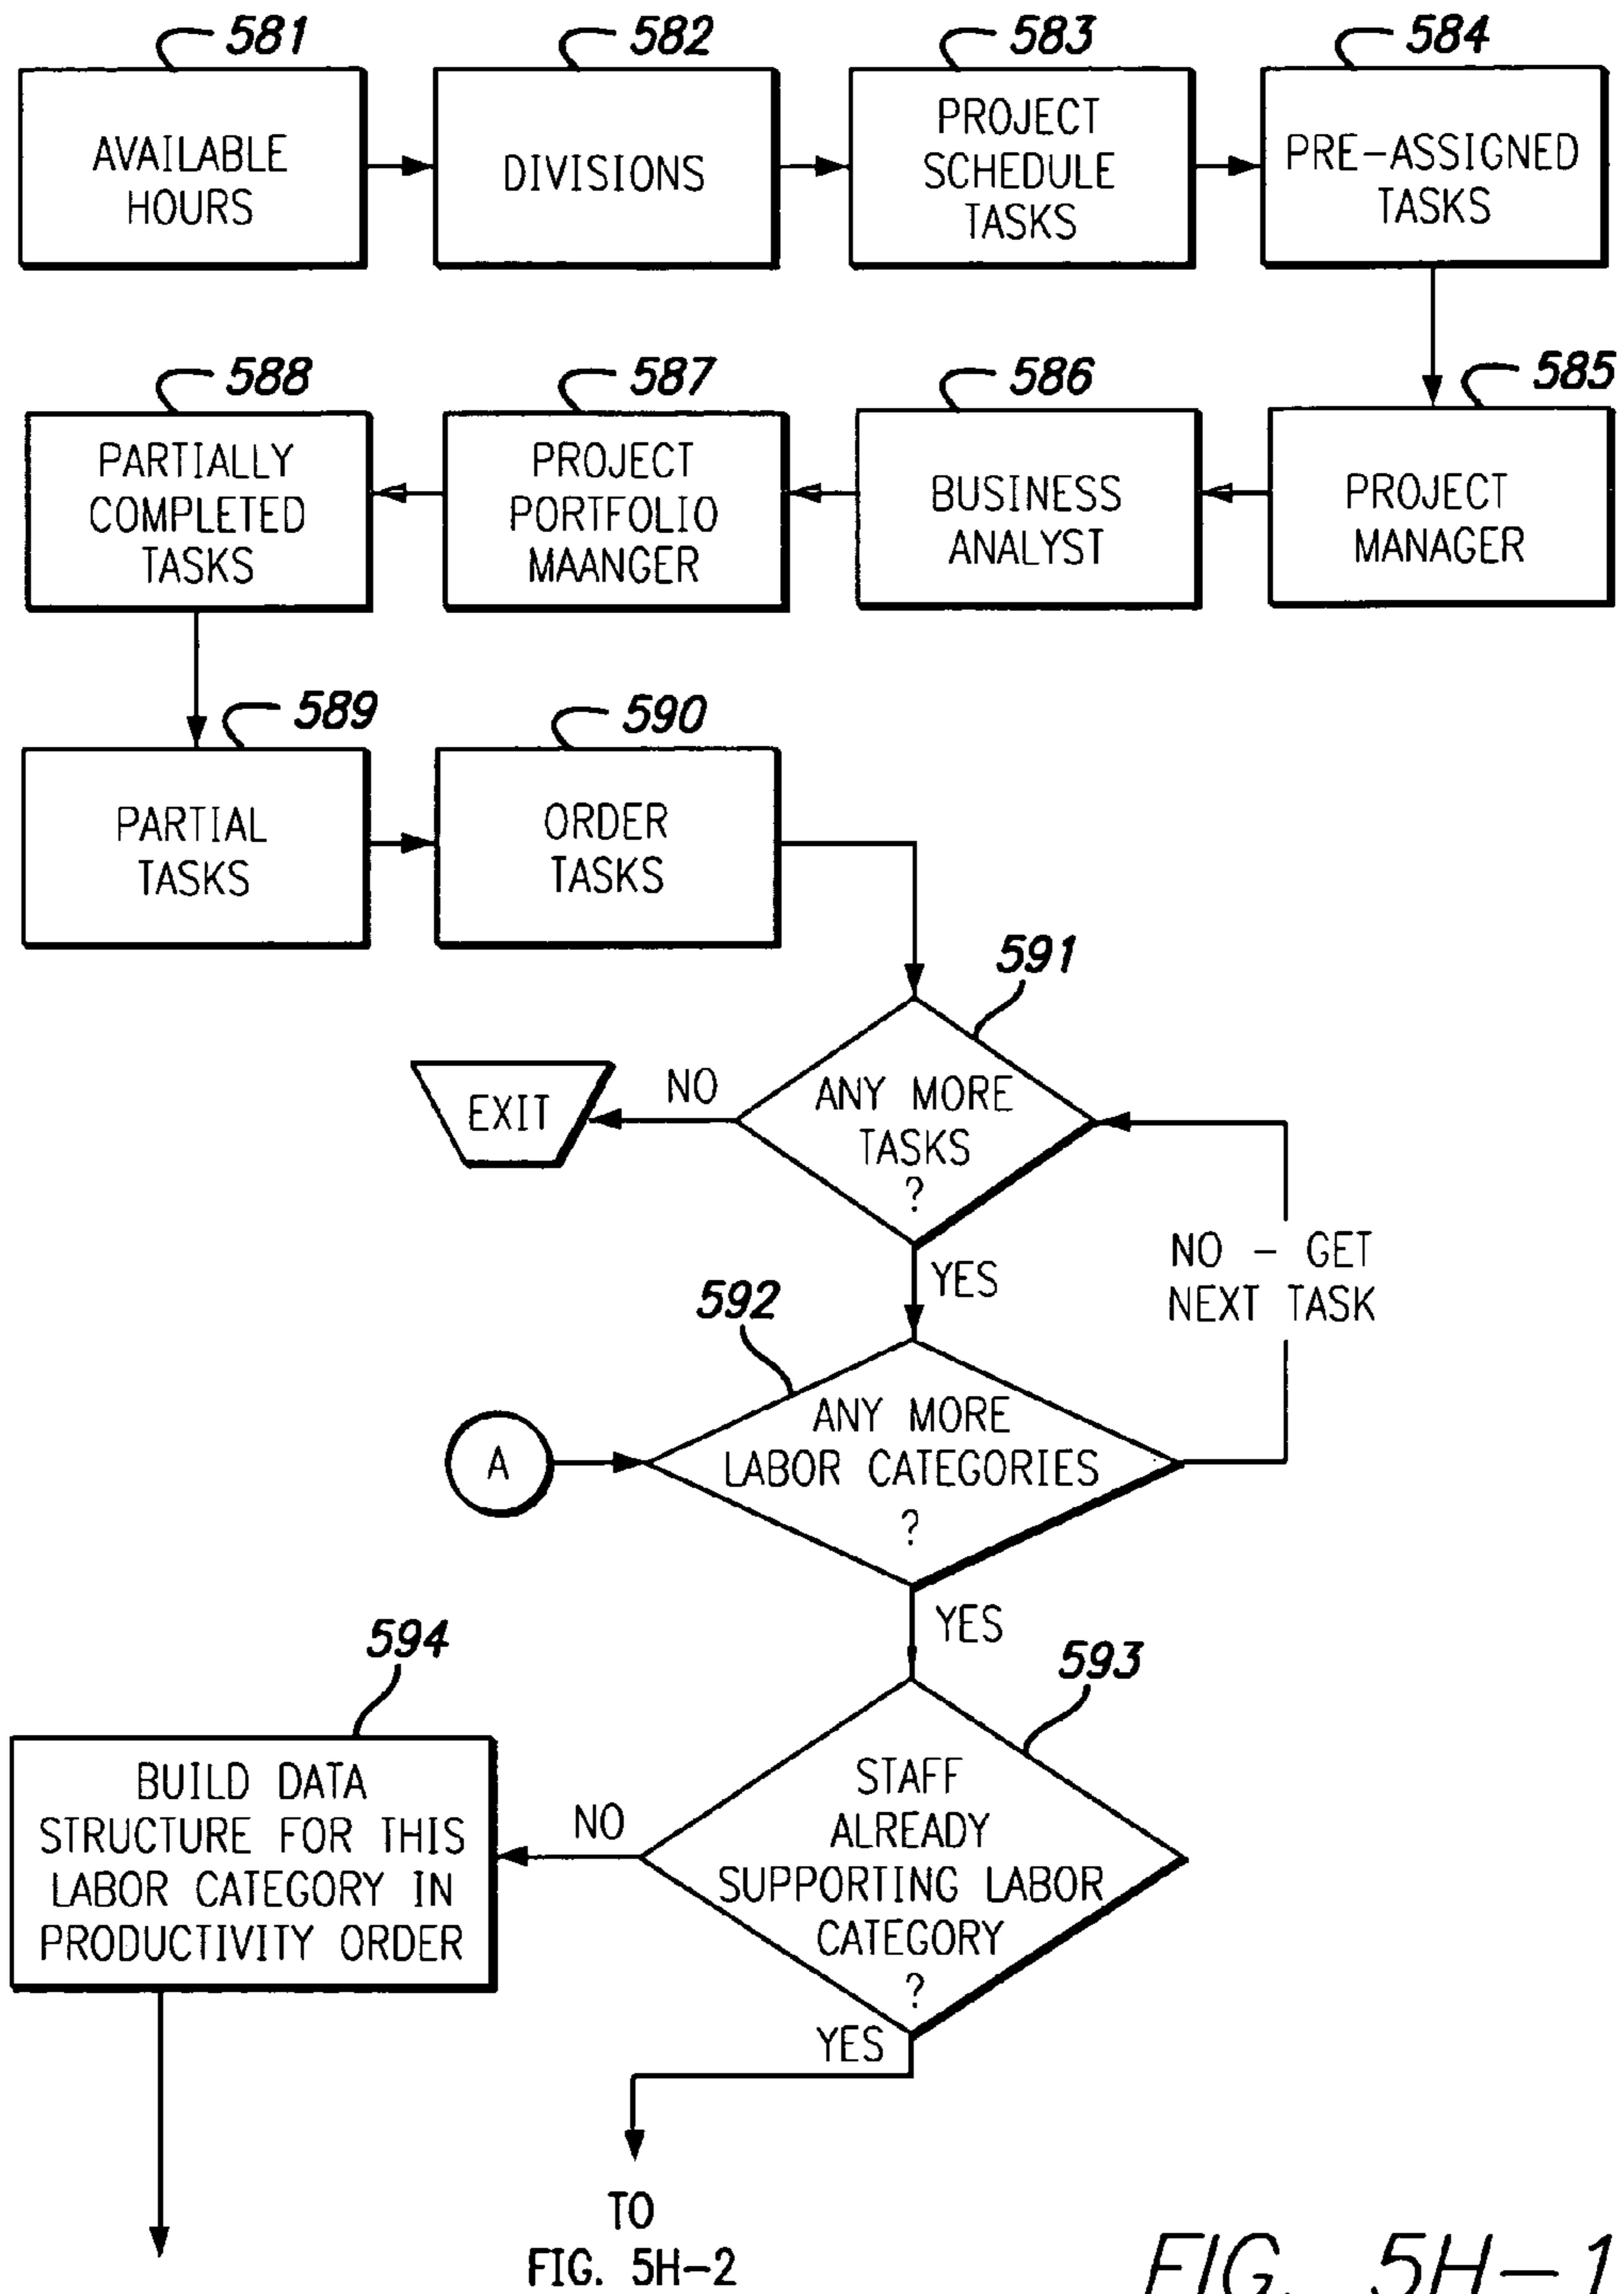 581
AVAILABLE
HOURS
582
DIVISIONS
583
PROJECT
SCHEDULE
TASKS
584
PRE-ASSIGNED
TASKS
585
PROJECT
MANAGER
586
BUSINESS
ANALYST
587
PROJECT
PORTFOLIO
MAANGER
588
PARTIALLY
COMPLETED
TASKS
589
PARTIAL
TASKS
590
ORDER
TASKS
591
ANY MORE
TASKS
?
NO
EXIT
YES
NO - GET
NEXT TASK
592
ANY MORE
LABOR CATEGORIES
?
A
YES
593
STAFF
ALREADY
SUPPORTING LABOR
CATEGORY
?
NO
594
BUILD DATA
STRUCTURE FOR THIS
LABOR CATEGORY IN
PRODUCTIVITY ORDER
YES
TO
FIG. 5H-2
FIG. 5H-1